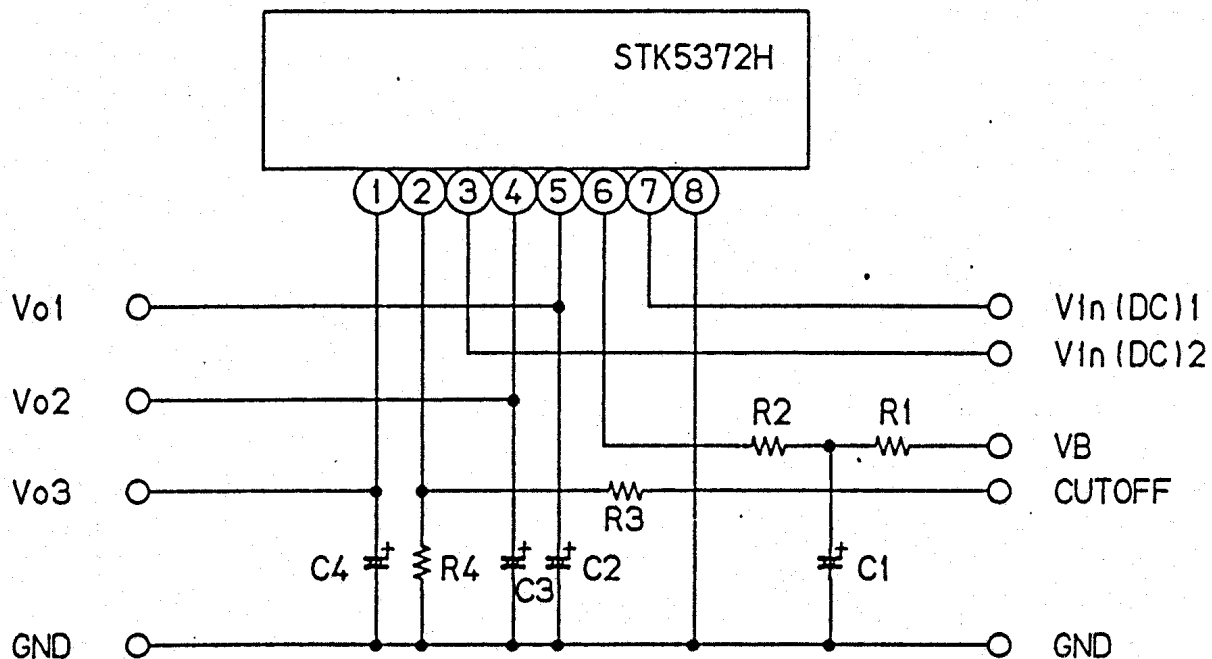 STK5372H
1 2 3 4 5 6 7 8
Vo1
VIn(DC)1
VIn(DC)2
Vo2
R2
R1
VB
Vo3
CUTOFF
R3
C4
R4
C3
C2
C1
GND
GND